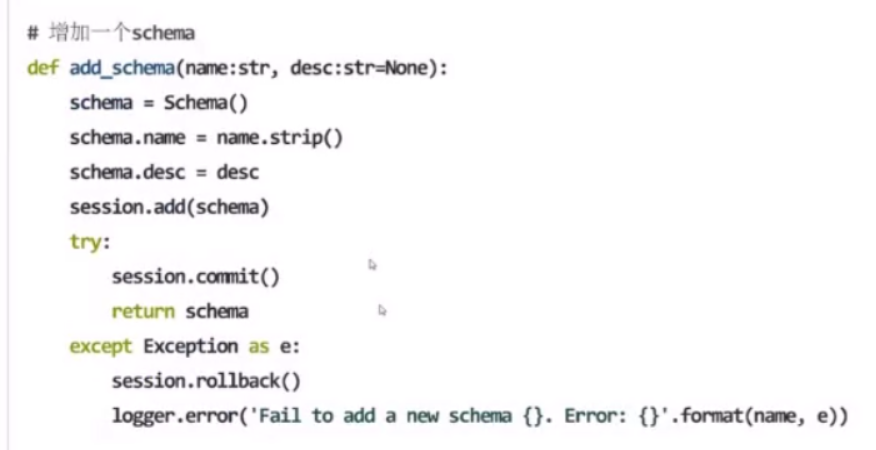 # 增加一个schema
def add_schema(name:str, desc:str=None):
    schema = Schema()
    schema.name = name.strip()
    schema.desc = desc
    session.add(schema)
    try:
        session.commit()
        return schema
    except Exception as e:
        session.rollback()
        logger.error('Fail to add a new schema {}. Error: {}'.format(name, e))